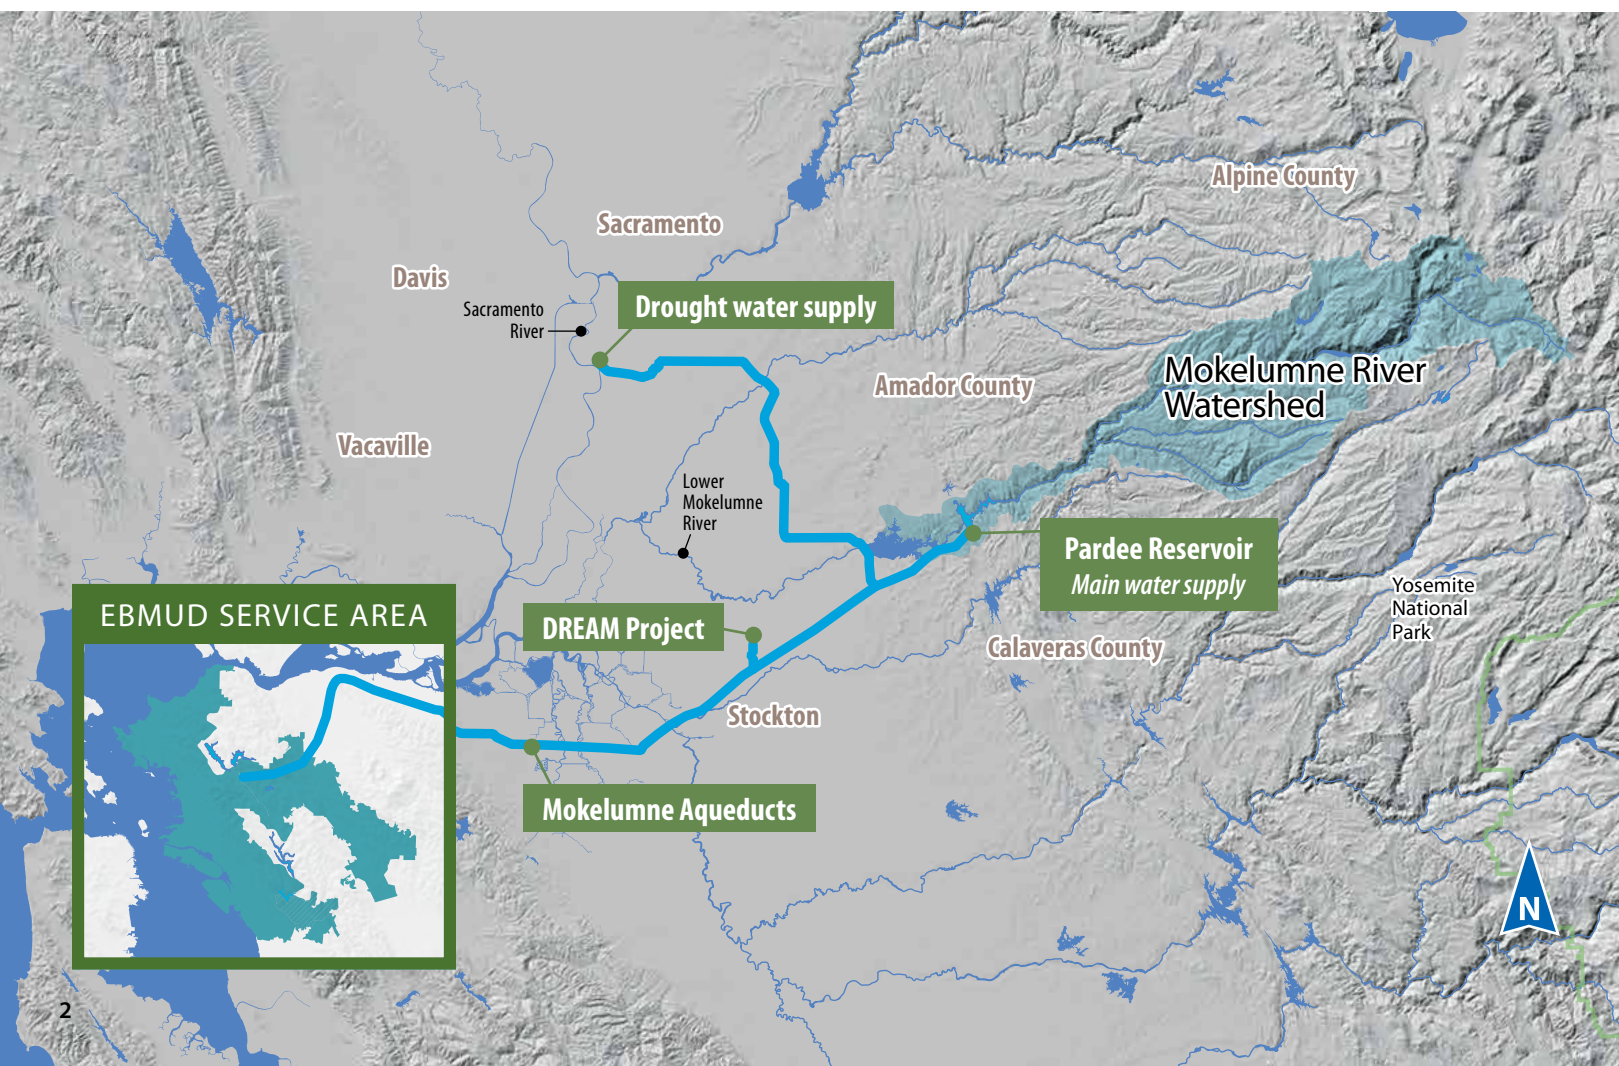 Alpine County
Sacramento
Davis
Sacramento
River
Drought water supply
Mokelumne River
Watershed
Amador County
Vacaville
Lower
Mokelumne
River
Pardee Reservoir
Main water supply
Yosemite
National
Park
EBMUD SERVICE AREA
DREAM Project
Calaveras County
Stockton
Mokelumne Aqueducts
N
2